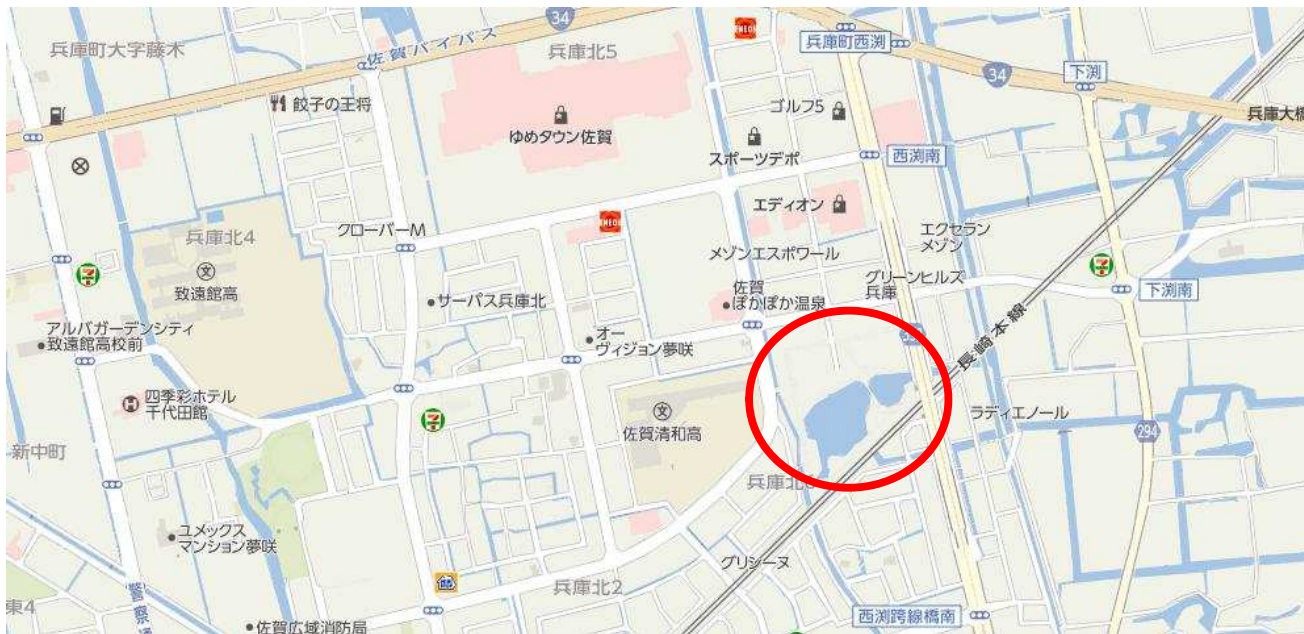 34
兵庫町大字藤木
佐賀バイパス
兵庫北5
ENEOS
兵庫町西渕
34
下渕
餃子の王将
ゴルフ5
兵庫大橋
ゆめタウン佐賀
スポーツデポ
西渕南
エディオン
兵庫北4
クローバーM
ENEOS
エクセラン
メゾン
メゾンエスポワール
文
致遠館高
7
グリーンヒルズ
兵庫
7
下渕南
サーパス兵庫北
佐賀
ぽかぽか温泉
アルバガーデンシティ
致遠館高校前
オー
ヴィジョン夢咲
長崎本線
H
四季彩ホテル
千代田館
7
文
佐賀清和高
ラディエノール
294
新中町
兵庫北
ユメックス
マンション夢咲
グリシーヌ
兵庫北2
東4
警察
佐賀広域消防局
西渕跨線橋南